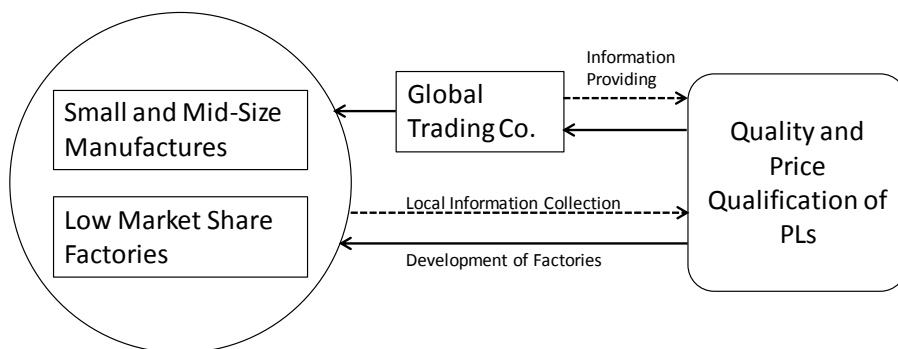 Small and Mid-Size
Manufactures
Low Market Share
Factories
Global
Trading Co.
Information
Providing
Local Information Collection
Development of Factories
Quality and
Price
Qualification of
PLs